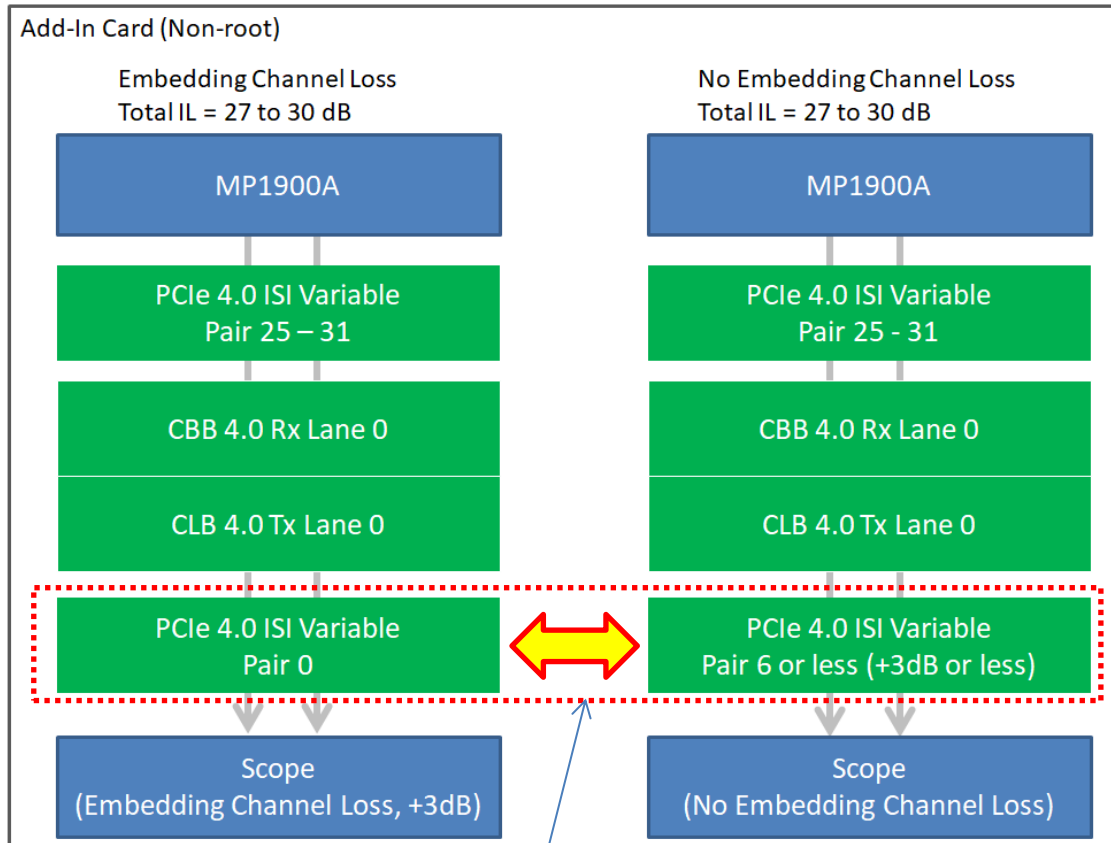 Add-In Card (Non-root)
Embedding Channel Loss
Total IL = 27 to 30 dB
MP1900A
PCIe 4.0 ISI Variable
Pair 25 – 31
CBB 4.0 Rx Lane 0
CLB 4.0 Tx Lane 0
PCIe 4.0 ISI Variable
Pair 0
Scope
(Embedding Channel Loss, +3dB)
No Embedding Channel Loss
Total IL = 27 to 30 dB
MP1900A
PCIe 4.0 ISI Variable
Pair 25 - 31
CBB 4.0 Rx Lane 0
CLB 4.0 Tx Lane 0
PCIe 4.0 ISI Variable
Pair 6 or less (+3dB or less)
Scope
(No Embedding Channel Loss)